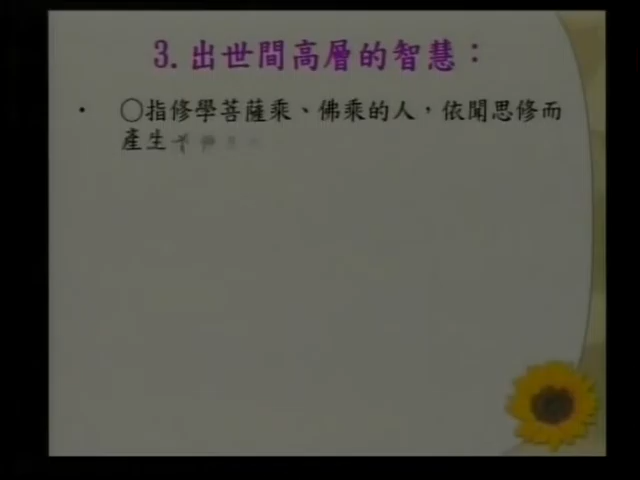 3.出世間高層的智慧：
• ○指修學菩薩乘、佛乘的人，依聞思修而
產生